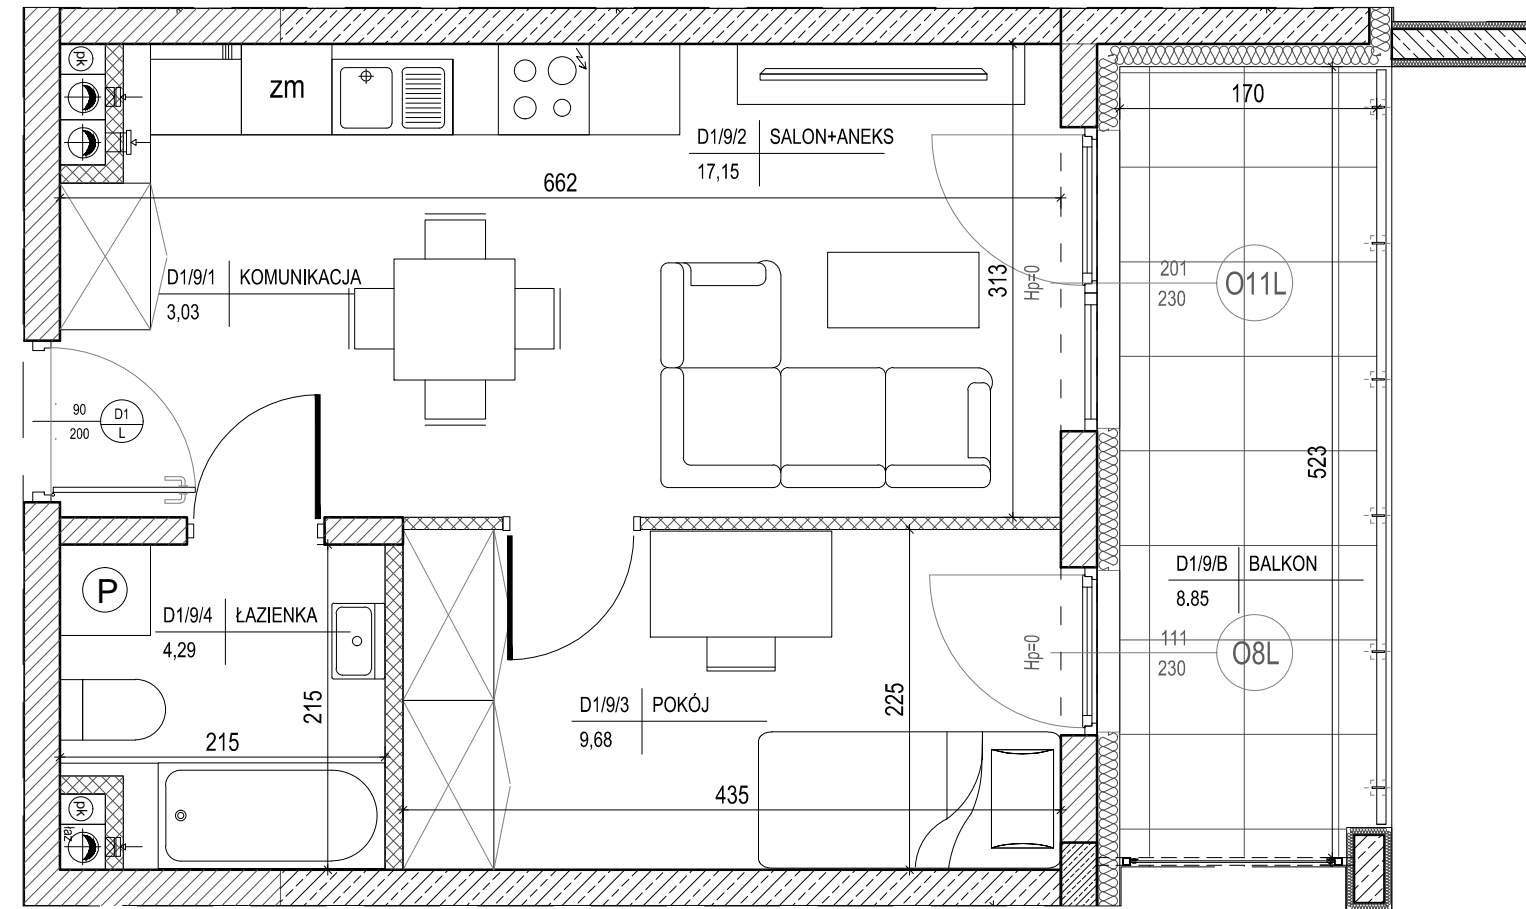 pk
zm
170
D1/9/2 SALON+ANEKS
17,15
662
D1/9/1 KOMUNIKACJA
3,03
313
Hp=0
201
230
O11L
90
200
D1
L
523
P
D1/9/4 ŁAZIENKA
4,29
215
215
D1/9/3 POKÓJ
9,68
225
435
Hp=0
D1/9/B BALKON
8.85
111
230
O8L
pk
łaz